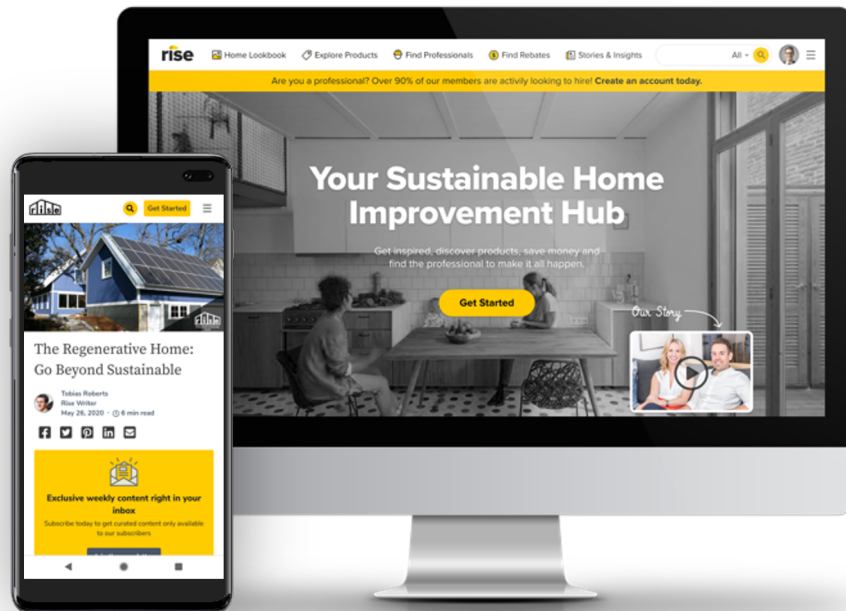 rise
Home Lookbook
Explore Products
Find Professionals
Find Rebates
Stories & Insights
All
Are you a professional? Over 90% of our members are activily looking to hire! Create an account today.
Your Sustainable Home
Improvement Hub
Get inspired, discover products, save money and
find the professional to make it all happen.
Get Started
Our Story
rise
Get Started
rise
The Regenerative Home:
Go Beyond Sustainable
Tobias Roberts
Rise Writer
May 26, 2020 · 6 min read
Exclusive weekly content right in your
inbox
Subscribe today to get curated content only available
to our subscribers